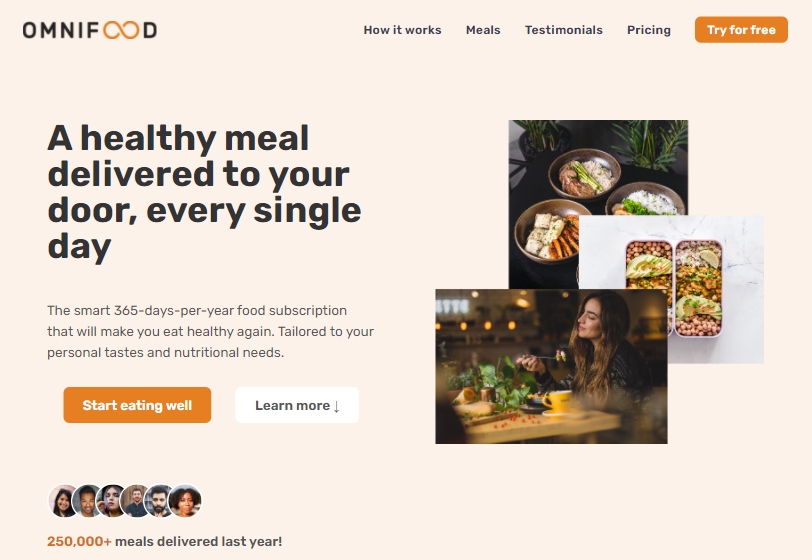 OMNIFOOD
How it works Meals Testimonials Pricing Try for free
A healthy meal
delivered to your
door, every single
day
The smart 365-days-per-year food subscription
that will make you eat healthy again. Tailored to your
personal tastes and nutritional needs.
Start eating well Learn more ↓
250,000+ meals delivered last year!